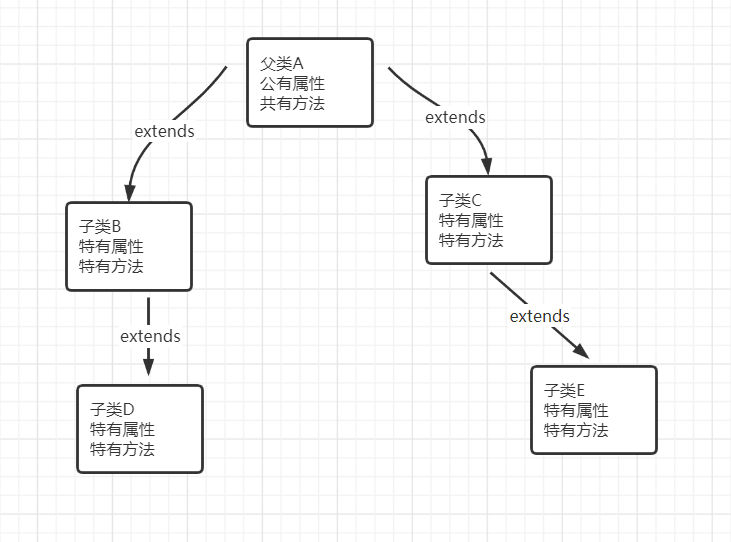 父类A
公有属性
共有方法
extends
extends
子类B
特有属性
特有方法
子类C
特有属性
特有方法
extends
extends
子类D
特有属性
特有方法
子类E
特有属性
特有方法